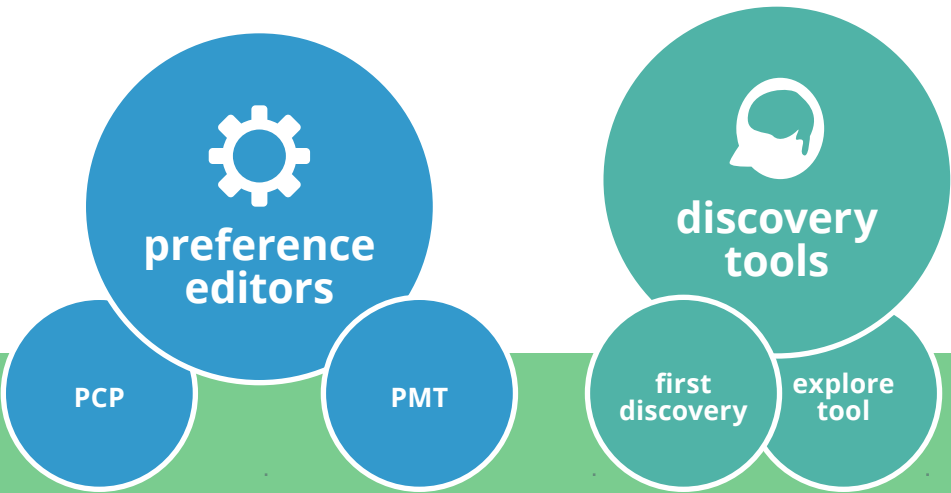 preference
editors
PCP
PMT
discovery
tools
first
discovery
explore
tool